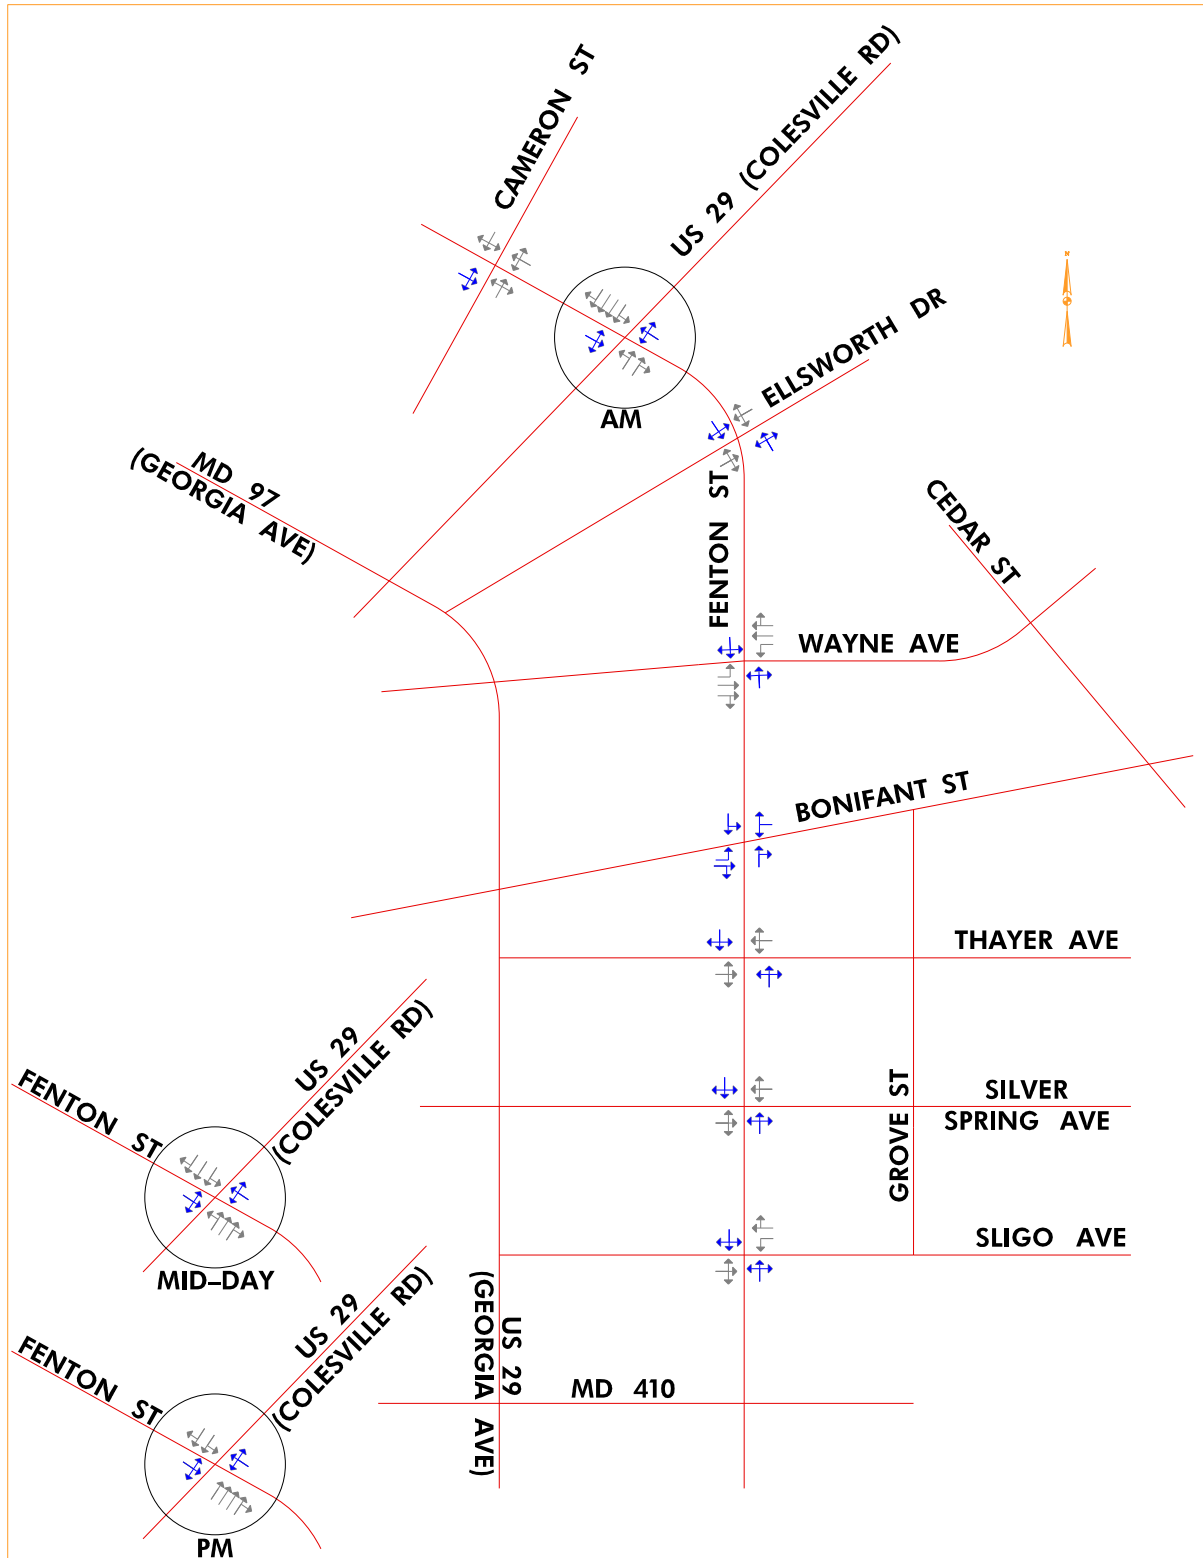 CAMERON ST
US 29 (COLESVILLE RD)
N
ELLSWORTH DR
AM
MD 97
(GEORGIA AVE)
FENTON ST
CEDAR ST
WAYNE AVE
BONIFANT ST
THAYER AVE
US 29
(COLESVILLE RD)
FENTON ST
MID-DAY
GROVE ST
SILVER
SPRING AVE
SLIGO AVE
US 29
(GEORGIA AVE)
MD 410
US 29
(COLESVILLE RD)
FENTON ST
PM